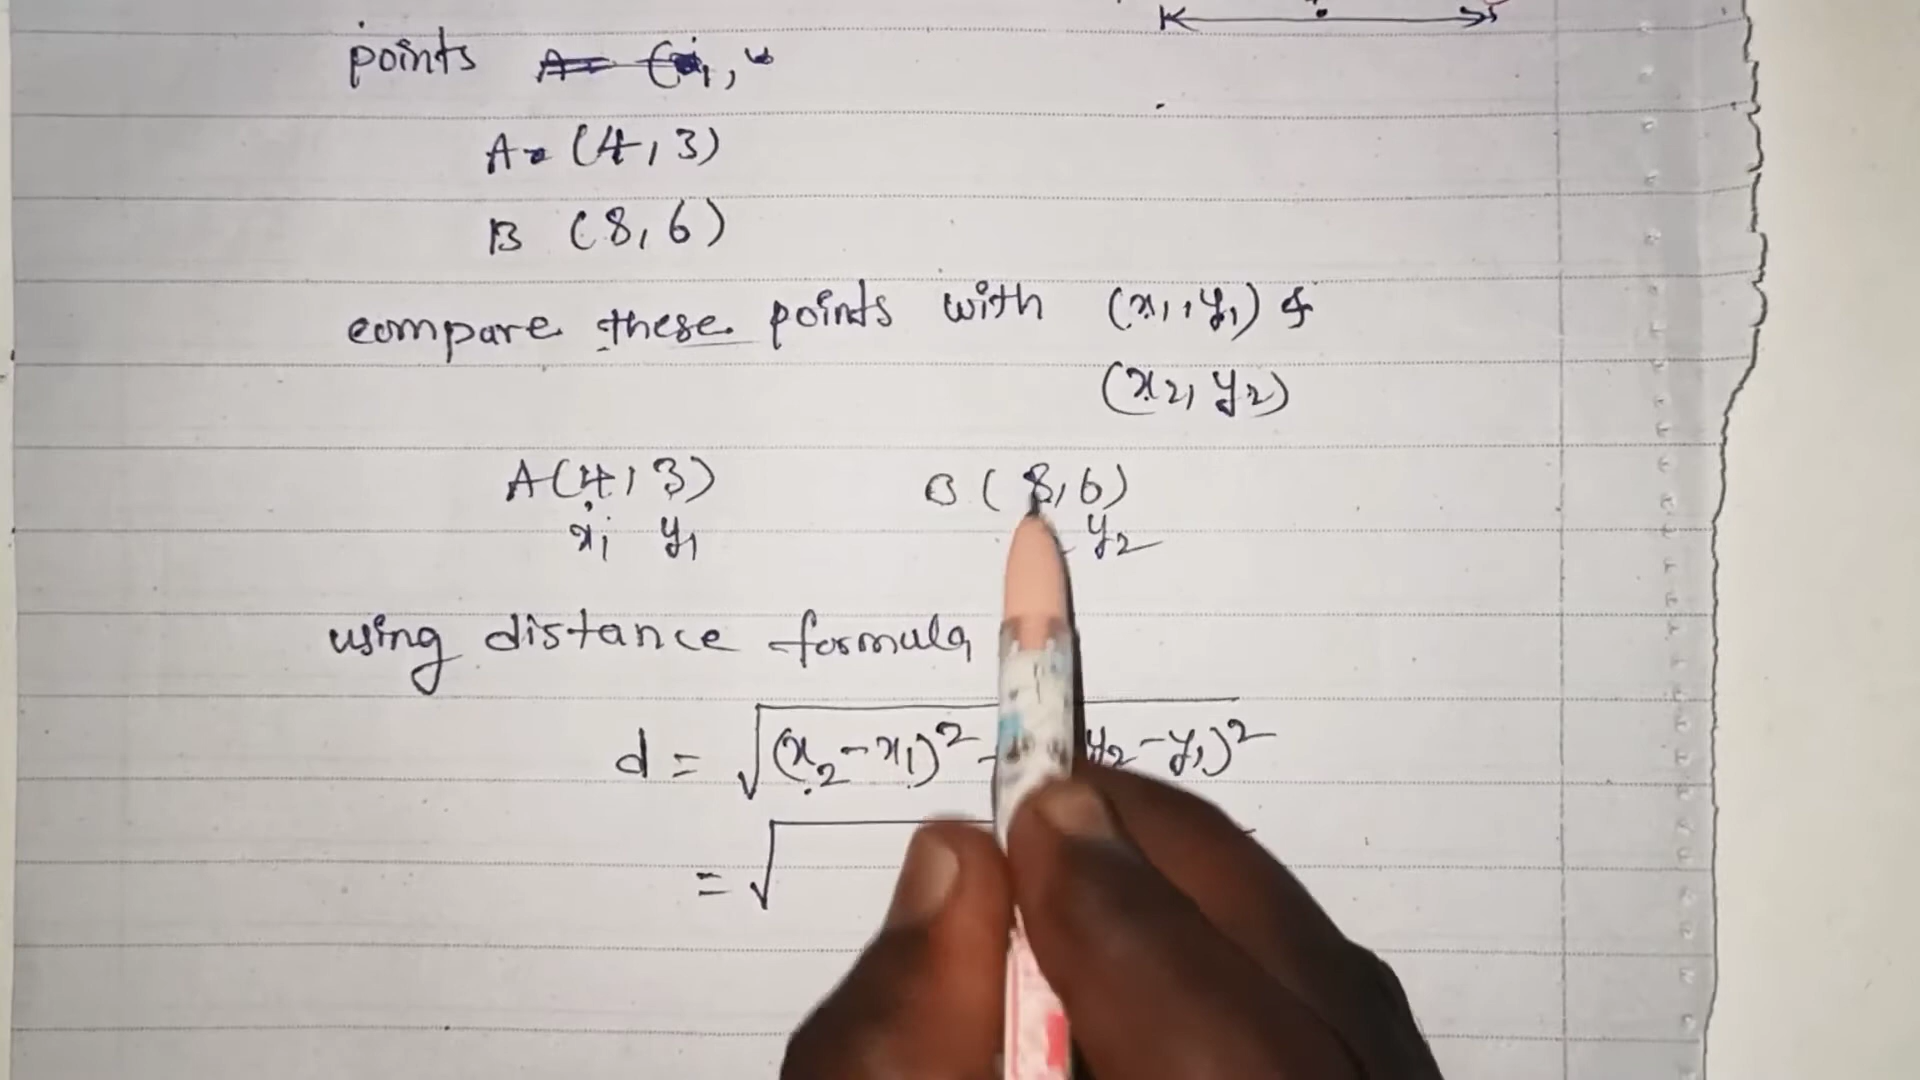 points
A (4,3)
B (8,6)
compare these points with (x₁,y₁) &
(x₂,y₂)
A(4,3) B(8,6)
x₁ y₁ y₂
using distance formula
d = √(x₂-x₁)² y₂-y₁)²
= √